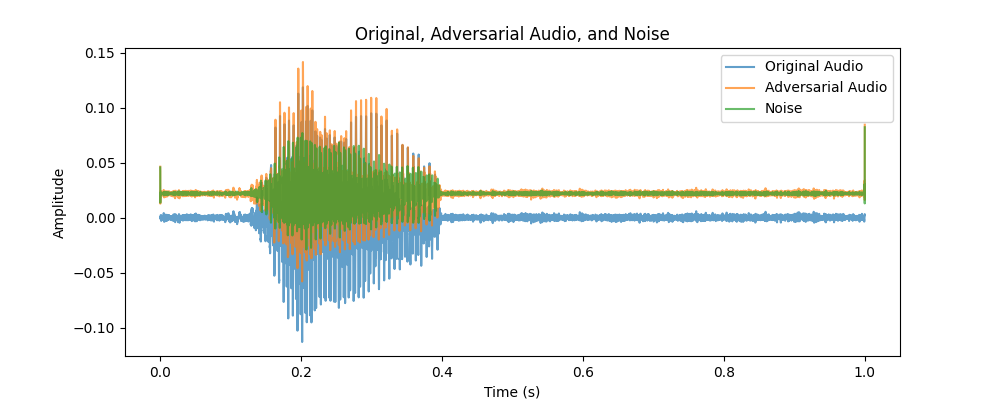 Original, Adversarial Audio, and Noise
Original Audio
Adversarial Audio
Noise
Amplitude
0.15
0.10
0.05
0.00
−0.05
−0.10
0.0 0.2 0.4 0.6 0.8 1.0
Time (s)